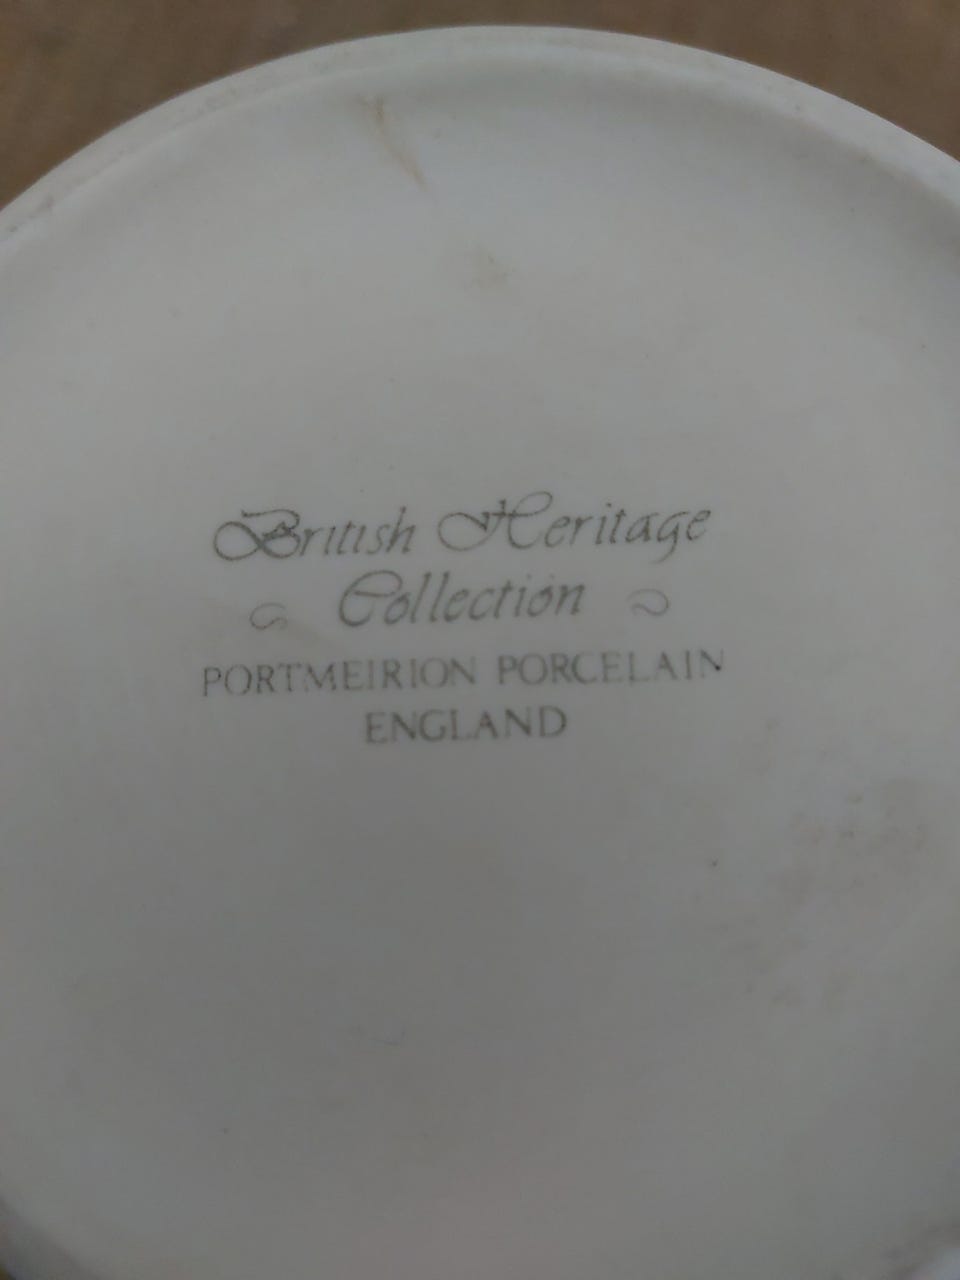 British Heritage
Collection
PORTMEIRION PORCELAIN
ENGLAND